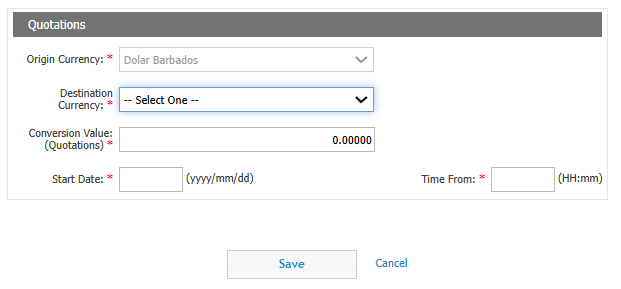 Quotations
Origin Currency: * Dolar Barbados
Destination
Currency: * -- Select One --
Conversion Value:
(Quotations) * 0.00000
Start Date: * (yyyy/mm/dd) Time From: * (HH:mm)
Save Cancel